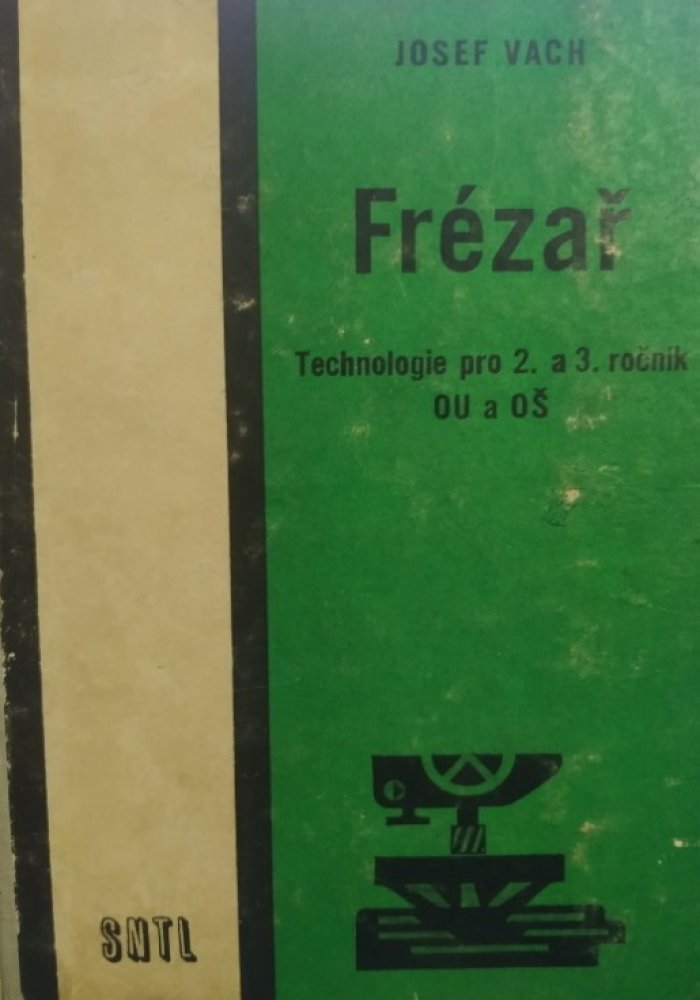 JOSEF VACH
Frézař
Technologie pro 2. a 3. ročník
OU a OŠ
SNTL